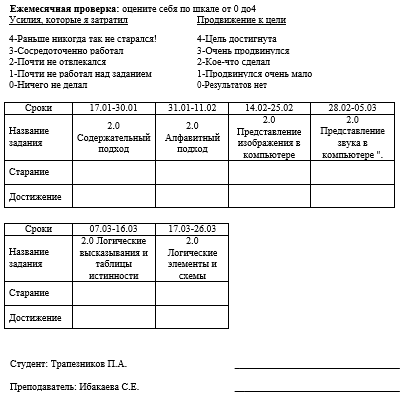 Ежемесячная проверка: оцените себя по шкале от 0 до4
Усилия, которые я затратил Продвижение к цели
4-Раньше никогда так не старался! 4-Цель достигнута
3-Сосредоточенно работал 3-Очень продвинулся
2-Почти не отвлекался 2-Кое-что сделал
1-Почти не работал над заданием 1-Продвинулся очень мало
0-Ничего не делал 0-Результатов нет
Сроки 17.01-30.01 31.01-11.02 14.02-25.02 28.02-05.03
Название задания 2.0 Содержательный подход 2.0 Алфавитный подход 2.0 Представление изображения в компьютере 2.0 Представление звука в компьютере ".
Старание
Достижение
Сроки 07.03-16.03 17.03-26.03
Название задания 2.0 Логические высказывания и таблицы истинности 2.0 Логические элементы и схемы
Старание
Достижение
Студент: Трапезников П.А.
Преподаватель: Ибакаева С.Е.